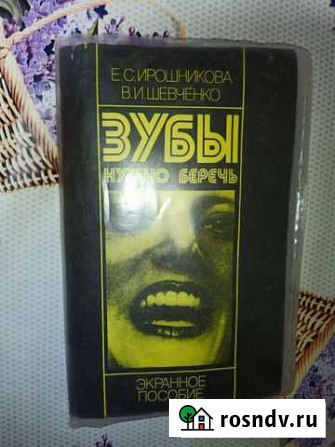 Е.С.ИРОШНИКОВА
В.И.ШЕВЧЕНКО
ЗУБЫ
НУЖНО БЕРЕЧЬ
ЭКРАННОЕ
ПОСОБИЕ
rosndv.ru